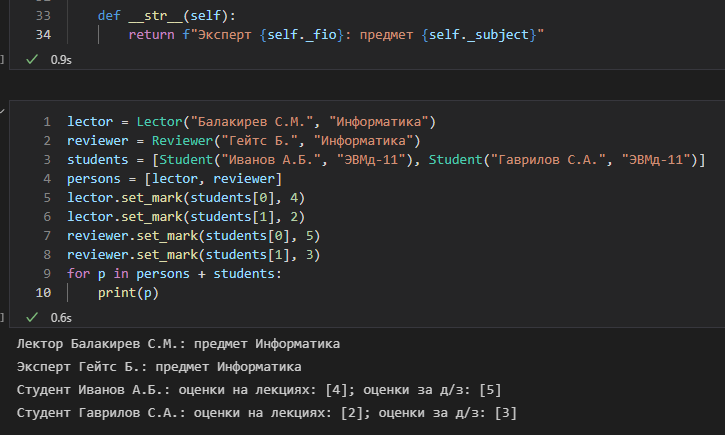 33 def __str__(self):
34 return f"Эксперт {self._fio}: предмет {self._subject}"
] ✓ 0.9s
1 lector = Lector("Балакирев С.М.", "Информатика")
2 reviewer = Reviewer("Гейтс Б.", "Информатика")
3 students = [Student("Иванов А.Б.", "ЭВМд-11"), Student("Гаврилов С.А.", "ЭВМд-11")]
4 persons = [lector, reviewer]
5 lector.set_mark(students[0], 4)
6 lector.set_mark(students[1], 2)
7 reviewer.set_mark(students[0], 5)
8 reviewer.set_mark(students[1], 3)
9 for p in persons + students:
10 print(p)
] ✓ 0.6s
Лектор Балакирев С.М.: предмет Информатика
Эксперт Гейтс Б.: предмет Информатика
Студент Иванов А.Б.: оценки на лекциях: [4]; оценки за д/з: [5]
Студент Гаврилов С.А.: оценки на лекциях: [2]; оценки за д/з: [3]